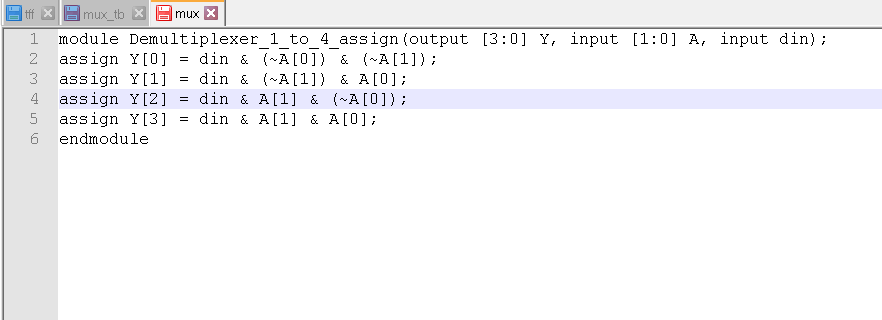 tff mux_tb mux
1 module Demultiplexer_1_to_4_assign(output [3:0] Y, input [1:0] A, input din);
2 assign Y[0] = din & (~A[0]) & (~A[1]);
3 assign Y[1] = din & (~A[1]) & A[0];
4 assign Y[2] = din & A[1] & (~A[0]);
5 assign Y[3] = din & A[1] & A[0];
6 endmodule